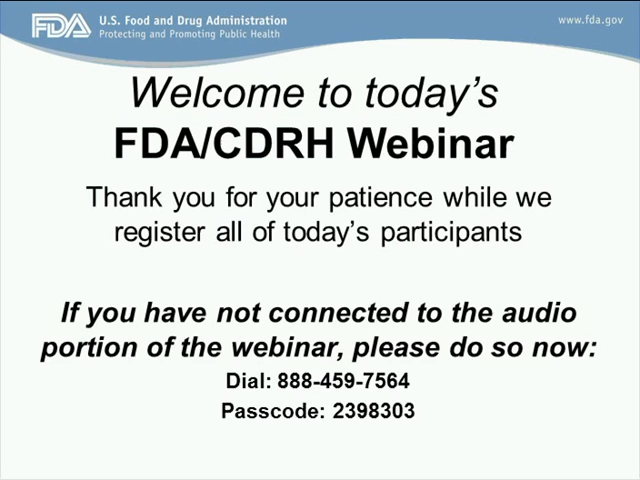 FDA U.S. Food and Drug Administration
Protecting and Promoting Public Health
www.fda.gov
Welcome to today's
FDA/CDRH Webinar
Thank you for your patience while we
register all of today's participants
If you have not connected to the audio
portion of the webinar, please do so now:
Dial: 888-459-7564
Passcode: 2398303